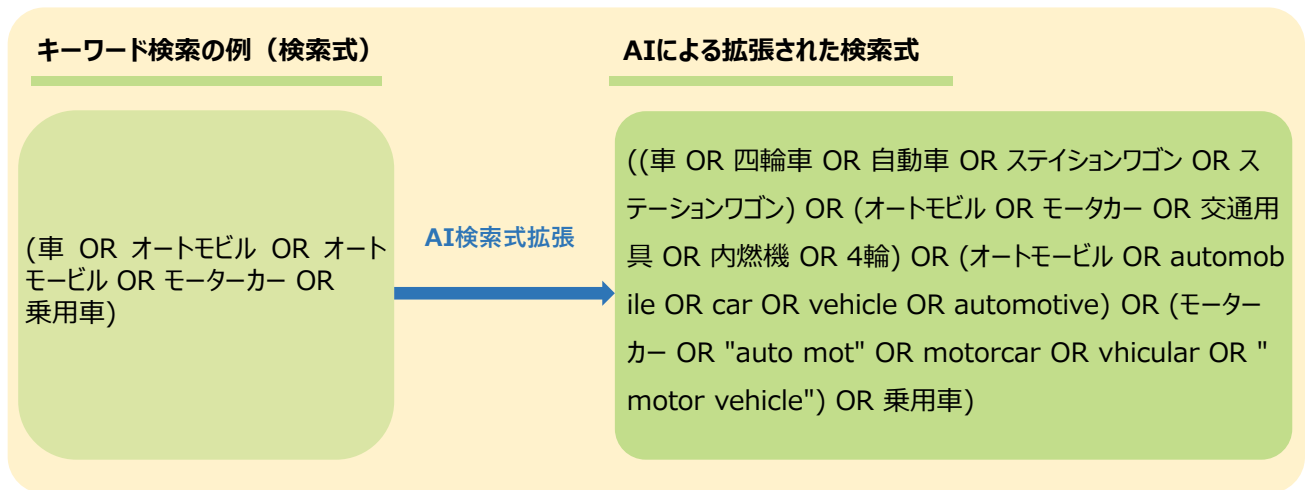 キーワード検索の例（検索式）
(車 OR オートモビル OR オート
モービル OR モーターカー OR
乗用車)
AI検索式拡張
AIによる拡張された検索式
((車 OR 四輪車 OR 自動車 OR ステイションワゴン OR ス
テーションワゴン) OR (オートモビル OR モータカー OR 交通用
具 OR 内燃機 OR 4輪) OR (オートモービル OR automob
ile OR car OR vehicle OR automotive) OR (モーター
カー OR "auto mot" OR motorcar OR vhicular OR "
motor vehicle") OR 乗用車)